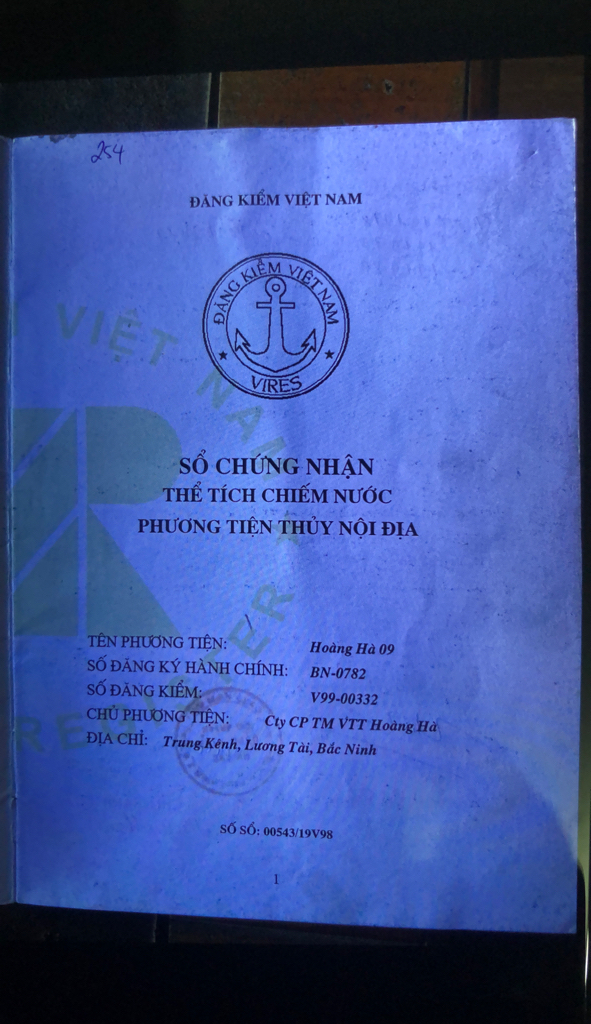 254
ĐĂNG KIỂM VIỆT NAM
ĐĂNG KIỂM VIỆT NAM
VIRES
VIỆT NAM
REGISTER
SỔ CHỨNG NHẬN
THỂ TÍCH CHIẾM NƯỚC
PHƯƠNG TIỆN THỦY NỘI ĐỊA
TÊN PHƯƠNG TIỆN: Hoàng Hà 09
SỐ ĐĂNG KÝ HÀNH CHÍNH: BN-0782
SỐ ĐĂNG KIỂM: V99-00332
CHỦ PHƯƠNG TIỆN: Cty CP TM VTT Hoàng Hà
ĐỊA CHỈ: Trung Kênh, Lương Tài, Bắc Ninh
SỐ SỔ: 00543/19V98
1